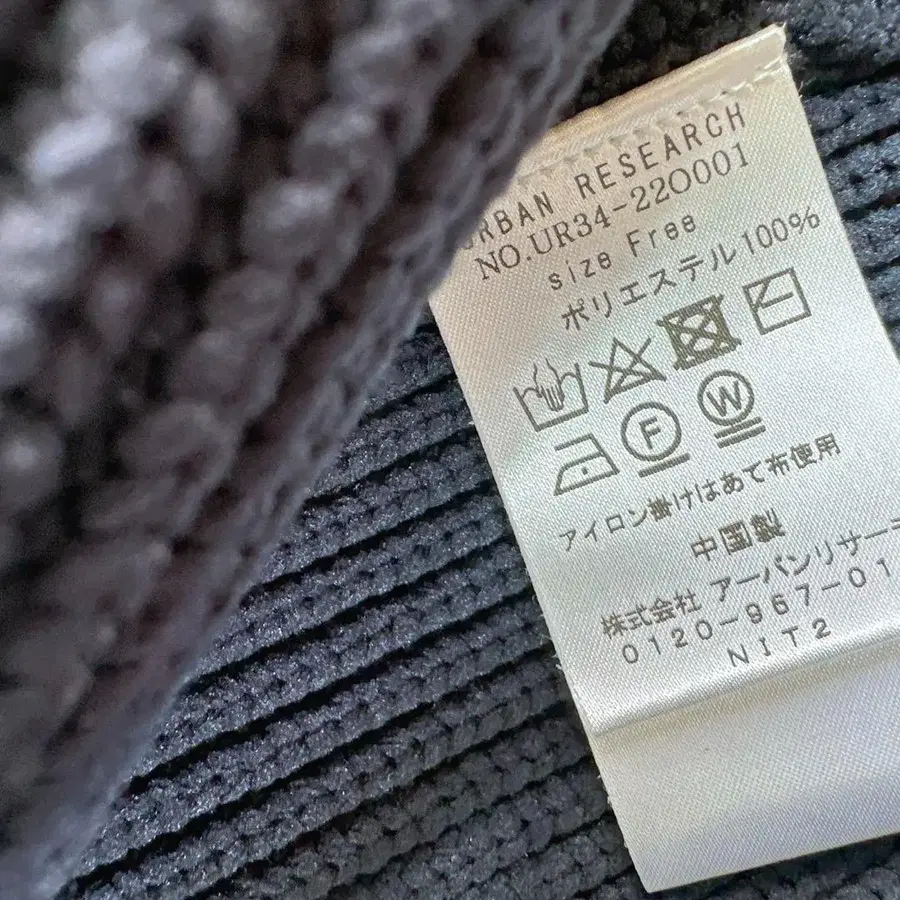 URBAN RESEARCH
NO.UR34-22O001
size Free
ポリエステル100%
F W
アイロン掛けはあて布使用
中国製
株式会社 アーバンリサーチ
0120-967-01
NIT2